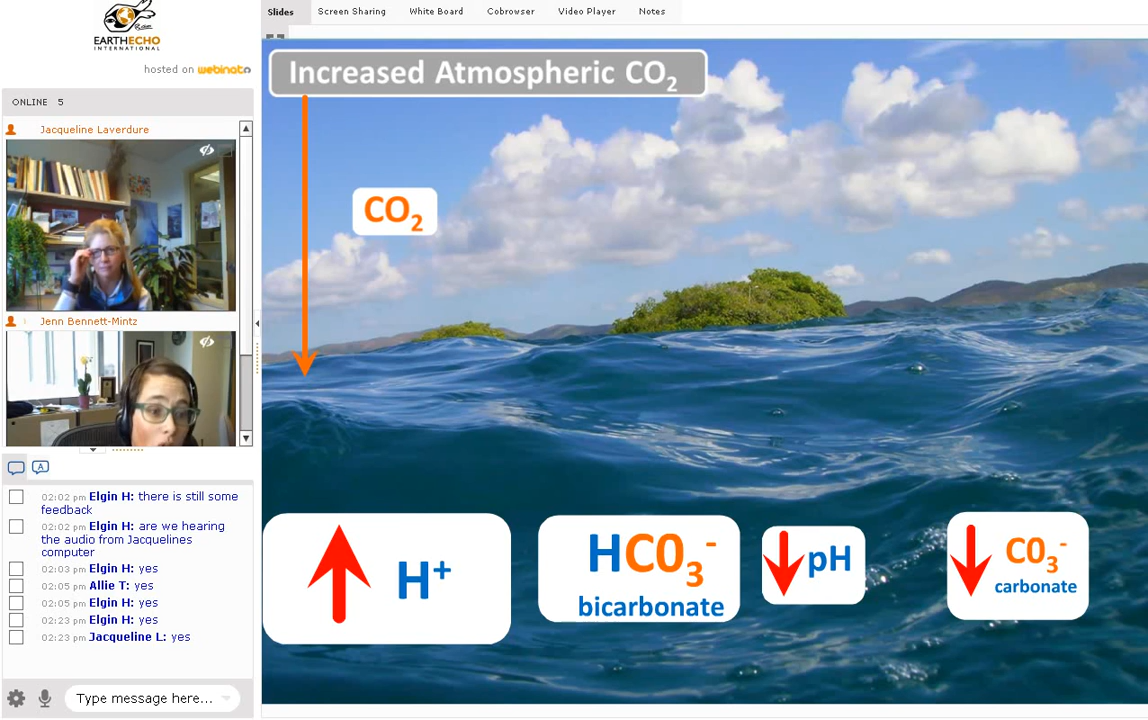 EARTHECHO
INTERNATIONAL
hosted on webinato
ONLINE 5
Jacqueline Laverdure
Jenn Bennett-Mintz
02:02 pm Elgin H: there is still some
feedback
02:02 pm Elgin H: are we hearing
the audio from Jacquelines
computer
02:03 pm Elgin H: yes
02:05 pm Allie T: yes
02:05 pm Elgin H: yes
02:23 pm Elgin H: yes
02:23 pm Jacqueline L: yes
Type message here...
Slides Screen Sharing White Board Cobrowser Video Player Notes
Increased Atmospheric CO₂
CO₂
H⁺
HC0₃⁻
bicarbonate
pH
C0₃⁻
carbonate